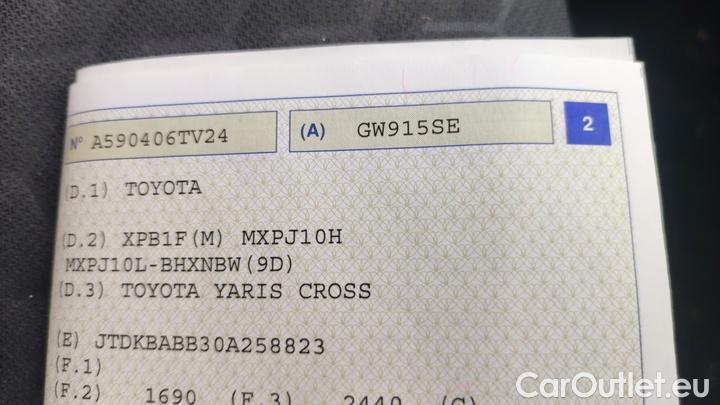 N° A590406TV24 (A) GW915SE 2
(D.1) TOYOTA
(D.2) XPB1F(M) MXPJ10H
MXPJ10L-BHXNBW(9D)
(D.3) TOYOTA YARIS CROSS
(E) JTDKBABB30A258823
(F.1)
(F.2) 1690 (F.3) 2440 (G)
CarOutlet.eu